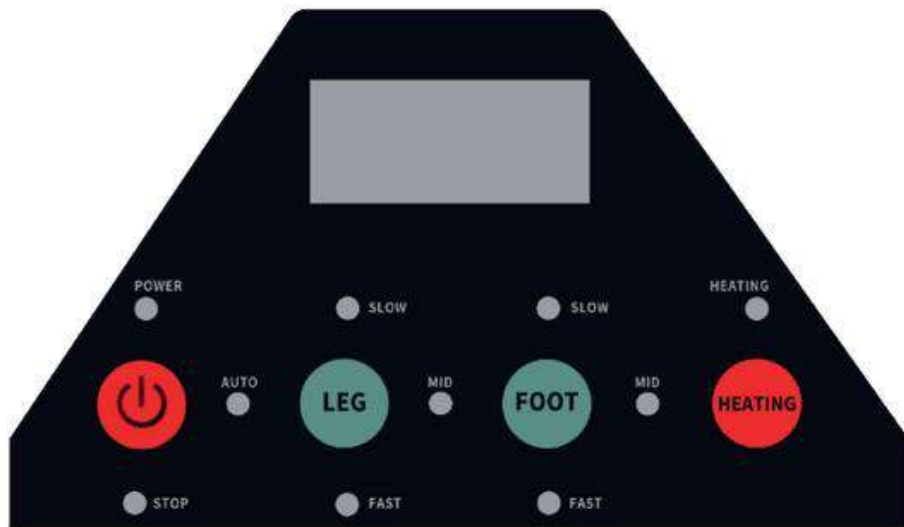 POWER
HEATING
SLOW
SLOW
AUTO
LEG
MID
FOOT
MID
HEATING
STOP
FAST
FAST